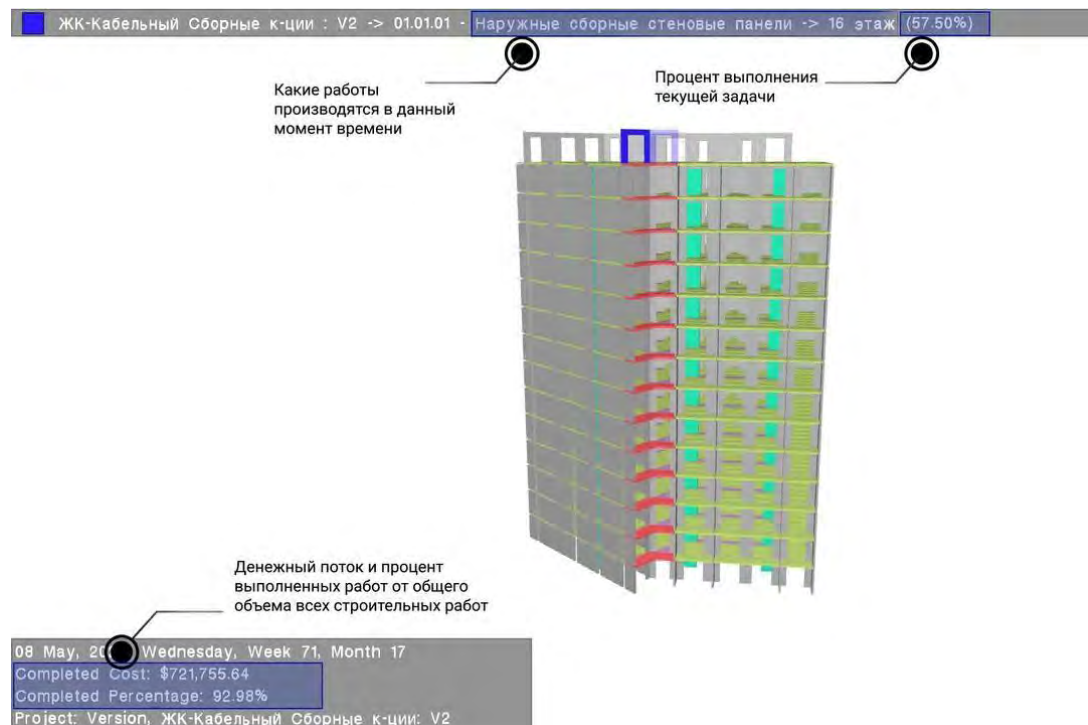 ЖК-Кабельный Сборные к-ции : V2 -> 01.01.01 - Наружные сборные стеновые панели -> 16 этаж (57.50%)
Какие работы
производятся в данный
момент времени
Процент выполнения
текущей задачи
Денежный поток и процент
выполненных работ от общего
объема всех строительных работ
08 May, Wednesday, Week 71, Month 17
Completed Cost: $721,755.64
Completed Percentage: 92.98%
Project: Version, ЖК-Кабельный Сборные к-ции: V2